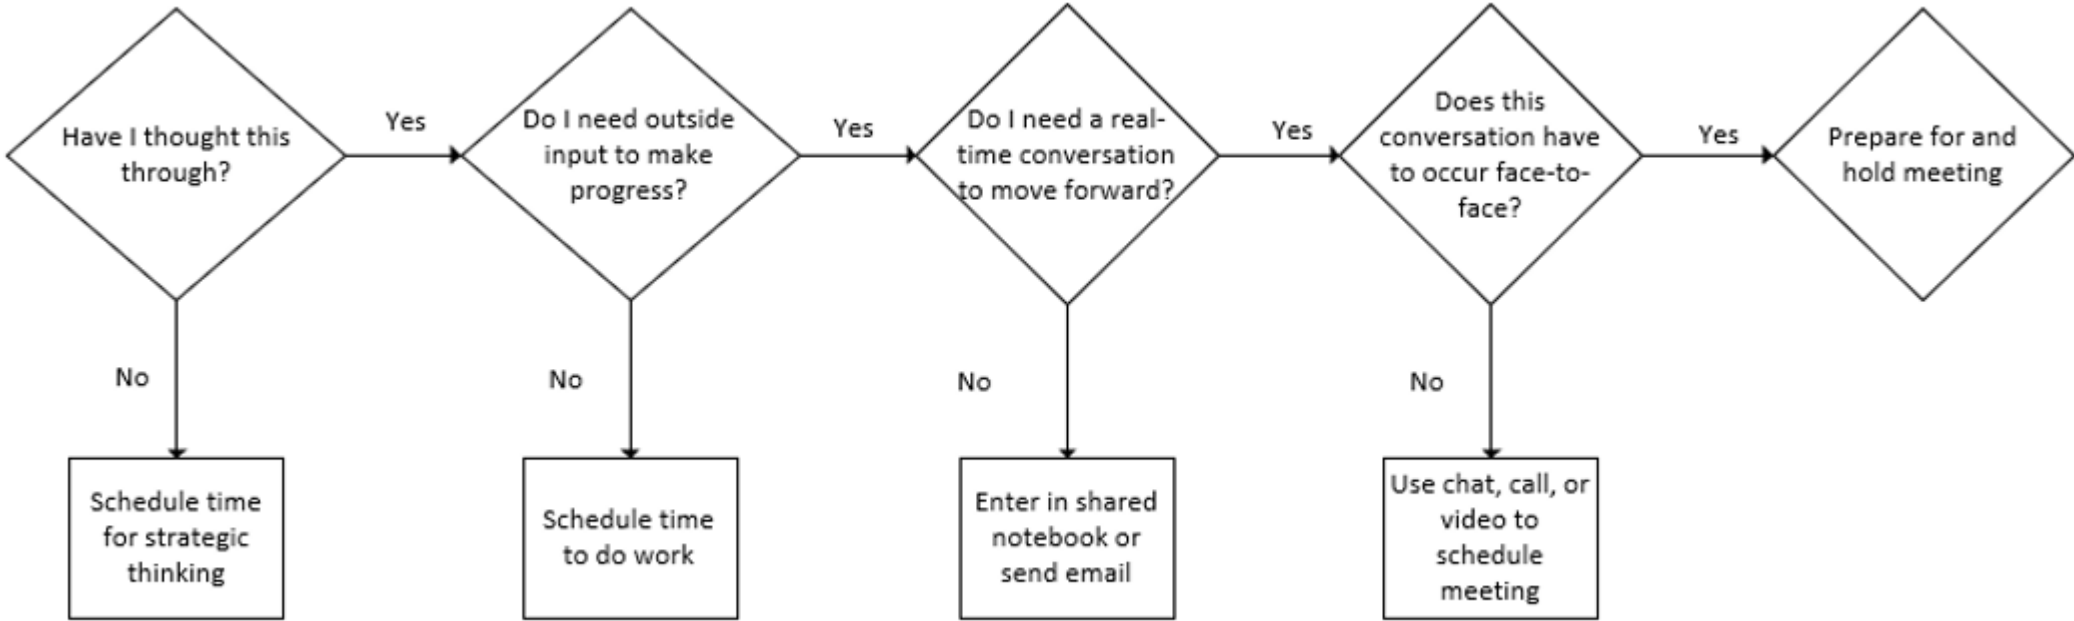 Have I thought this
through?
Yes
Do I need outside
input to make
progress?
Yes
Do I need a real-
time conversation
to move forward?
Yes
Does this
conversation have
to occur face-to-
face?
Yes
Prepare for and
hold meeting
No
No
No
No
Schedule time
for strategic
thinking
Schedule time
to do work
Enter in shared
notebook or
send email
Use chat, call, or
video to
schedule
meeting